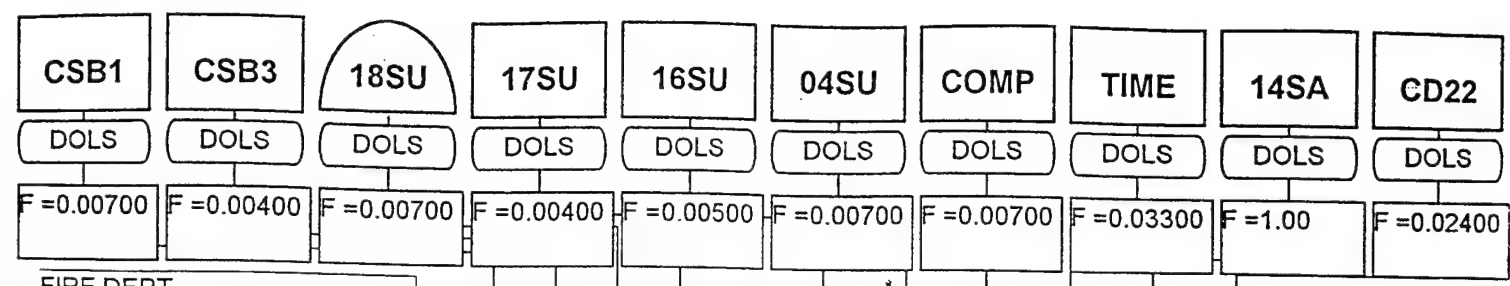 CSB1 CSB3 18SU 17SU 16SU 04SU COMP TIME 14SA CD22
DOLS DOLS DOLS DOLS DOLS DOLS DOLS DOLS DOLS DOLS
F =0.00700 F =0.00400 F =0.00700 F =0.00400 F =0.00500 F =0.00700 F =0.00700 F =0.03300 F =1.00 F =0.02400
FIRE DEPT